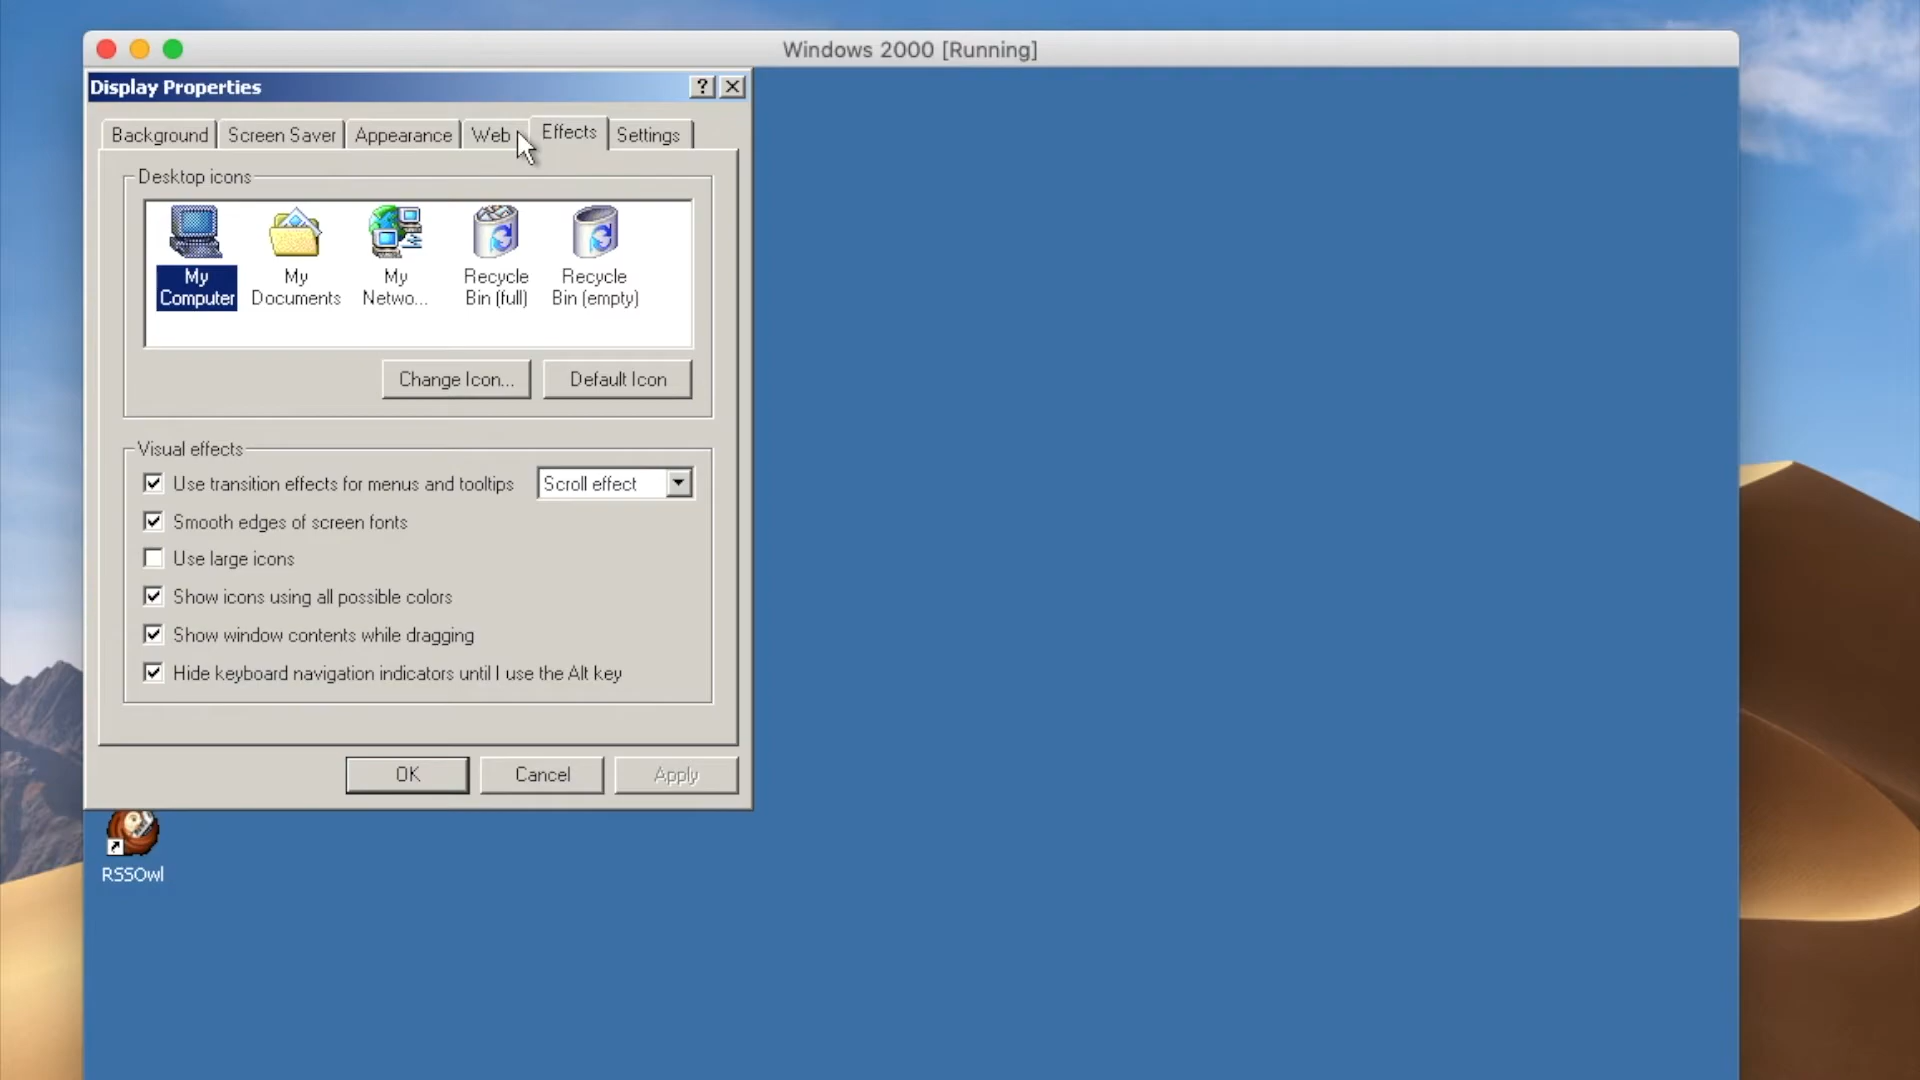 Windows 2000 [Running]
Display Properties
Background Screen Saver Appearance Web Effects Settings
Desktop icons
My Computer
My Documents
My Netwo...
Recycle Bin (full)
Recycle Bin (empty)
Change Icon... Default Icon
Visual effects
Use transition effects for menus and tooltips Scroll effect
Smooth edges of screen fonts
Use large icons
Show icons using all possible colors
Show window contents while dragging
Hide keyboard navigation indicators until I use the Alt key
OK Cancel Apply
RSSOwl